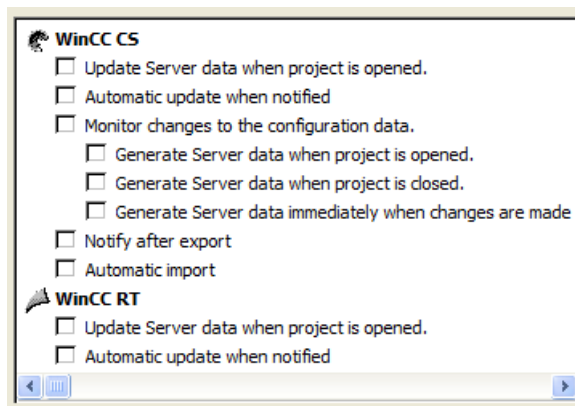 WinCC CS
Update Server data when project is opened.
Automatic update when notified
Monitor changes to the configuration data.
Generate Server data when project is opened.
Generate Server data when project is closed.
Generate Server data immediately when changes are made
Notify after export
Automatic import
WinCC RT
Update Server data when project is opened.
Automatic update when notified